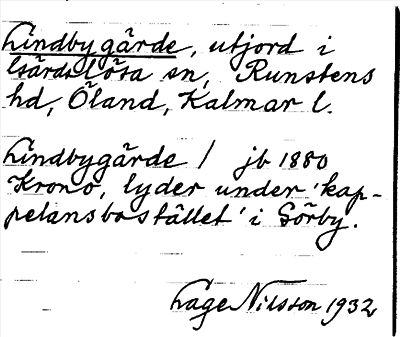 Lindbygärde, utjord i
Gärdslösa sn, Runstens
hd, Öland, Kalmar l.
Lindbygärde / jb 1880
Krono, lyder under 'kap-
pelansbostället' i Sörby.
Lage Nilsson 1932